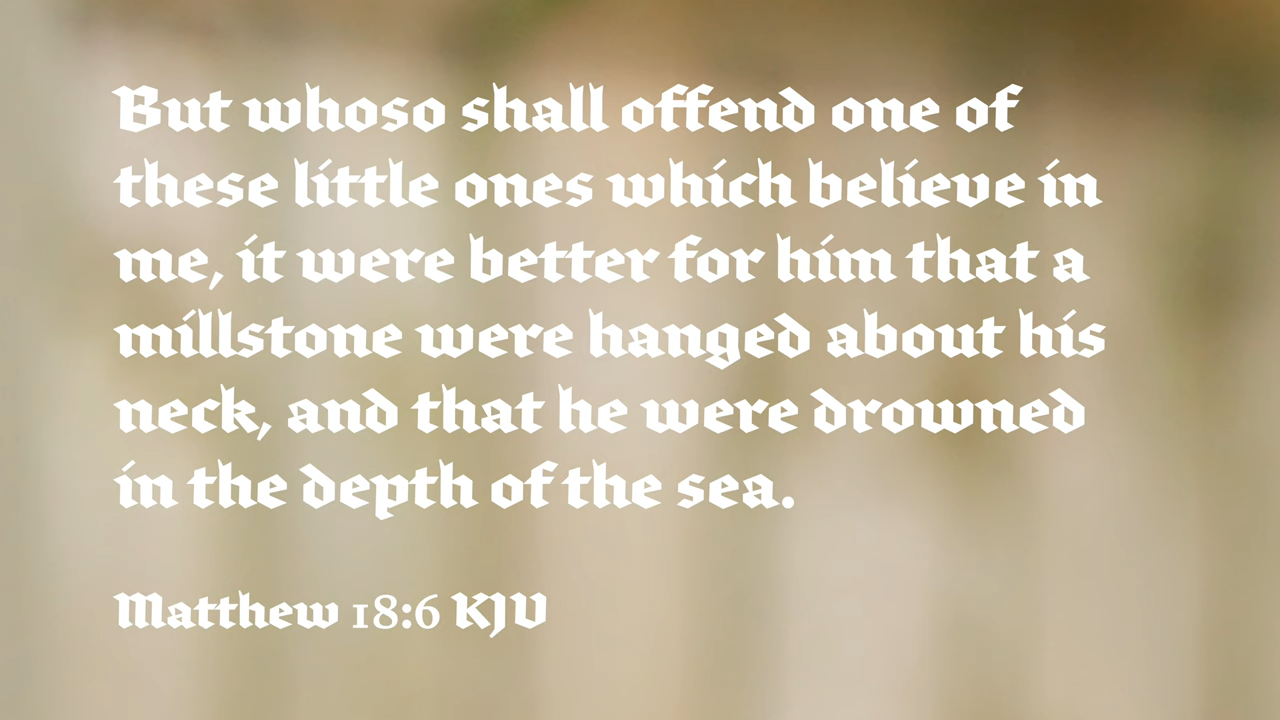 But whoso shall offend one of
these little ones which believe in
me, it were better for him that a
millstone were hanged about his
neck, and that he were drowned
in the depth of the sea.
Matthew 18:6 KJV